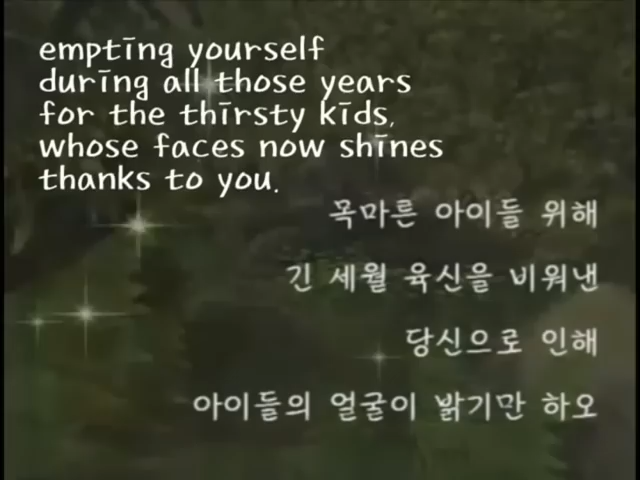 emptīng yourself
durīng all those years
for the thīrsty kīds,
whose faces now shīnes
thanks to you.
목마른 아이들 위해
긴 세월 육신을 비워낸
당신으로 인해
아이들의 얼굴이 밝기만 하오